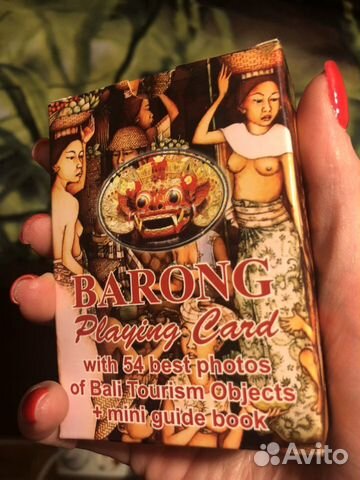 BARONG
Playing Card
with 54 best photos
of Bali Tourism Objects
+ mini guide book
Avito